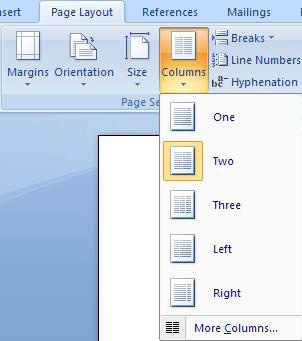 nsert Page Layout References Mailings
Margins Orientation Size Columns
Breaks
Line Numbers
Hyphenation
Page Se
One
Two
Three
Left
Right
More Columns...